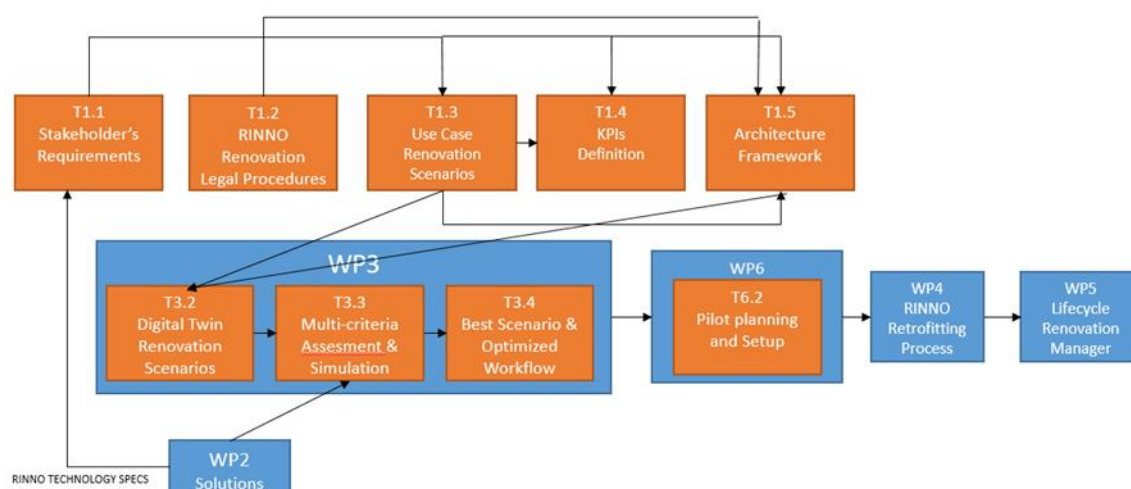 T1.1
Stakeholder's
Requirements
T1.2
RINNO
Renovation
Legal Procedures
T1.3
Use Case
Renovation
Scenarios
T1.4
KPIs
Definition
T1.5
Architecture
Framework
WP3
T3.2
Digital Twin
Renovation
Scenarios
T3.3
Multi-criteria
Assesment &
Simulation
T3.4
Best Scenario &
Optimized
Workflow
WP6
T6.2
Pilot planning
and Setup
WP4
RINNO
Retrofitting
Process
WP5
Lifecycle
Renovation
Manager
WP2
Solutions
RINNO TECHNOLOGY SPECS